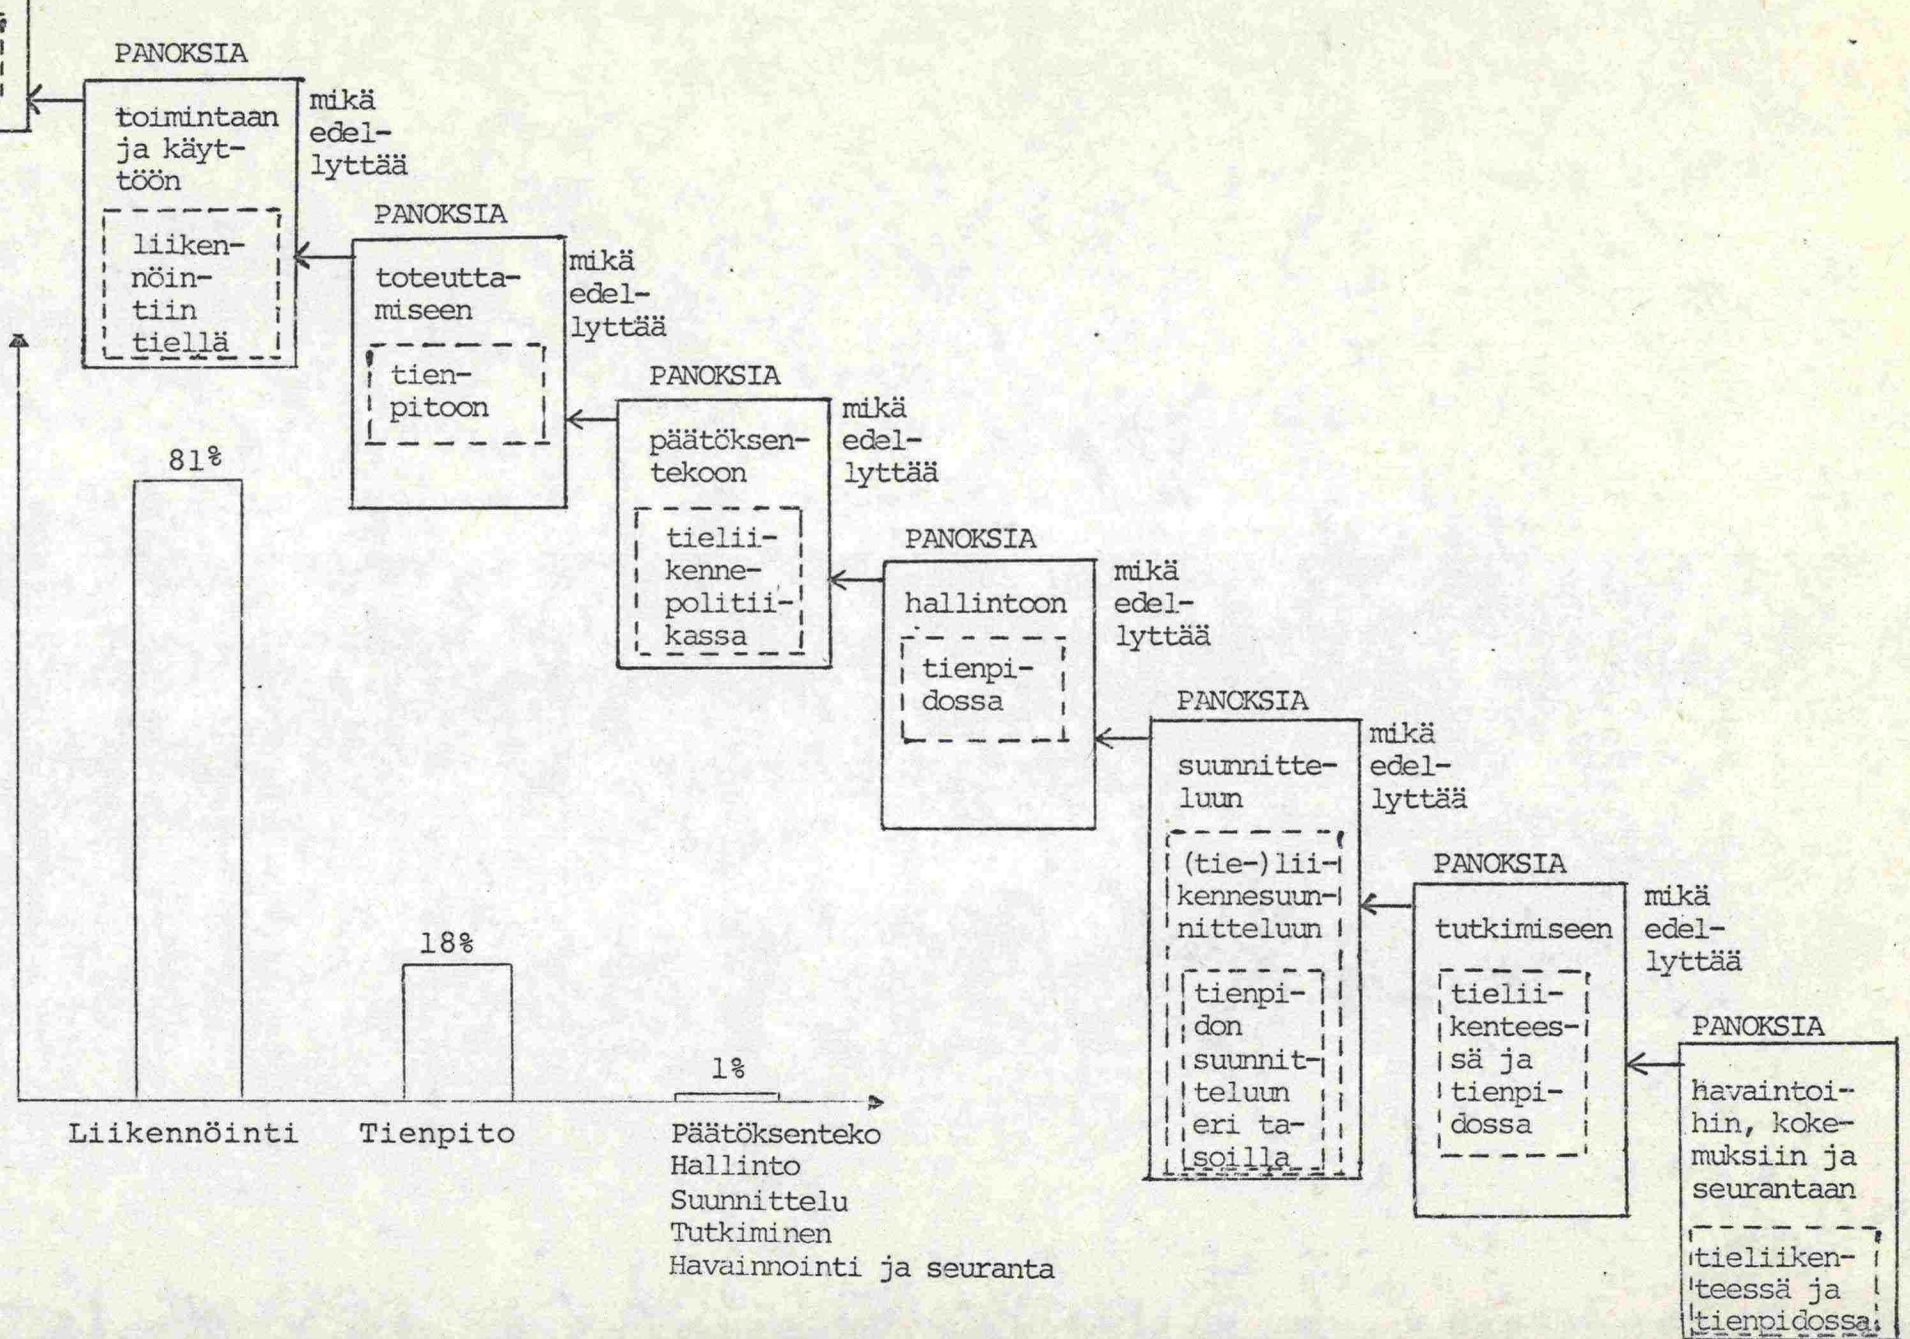 PANOKSIA
toimintaan
ja käyt-
töön
liiken-
nöin-
tiin
tiellä
mikä
edel-
lyttää
PANOKSIA
toteutta-
miseen
tien-
pitoon
mikä
edel-
lyttää
PANOKSIA
päätöksen-
tekoon
tielii-
kenne-
politii-
kassa
mikä
edel-
lyttää
PANOKSIA
hallintoon
tienpi-
dossa
mikä
edel-
lyttää
PANOKSIA
suunnitte-
luun
(tie-)lii-
kennesuun-
nitteluun
tienpi-
don
suunnit-
teluun
eri ta-
soilla
mikä
edel-
lyttää
PANOKSIA
tutkimiseen
tielii-
kentees-
sä ja
tienpi-
dossa
mikä
edel-
lyttää
PANOKSIA
havaintoi-
hin, koke-
muksiin ja
seurantaan
tieliiken-
teessä ja
tienpidossa
81%
18%
1%
Liikennöinti
Tienpito
Päätöksenteko
Hallinto
Suunnittelu
Tutkiminen
Havainnointi ja seuranta